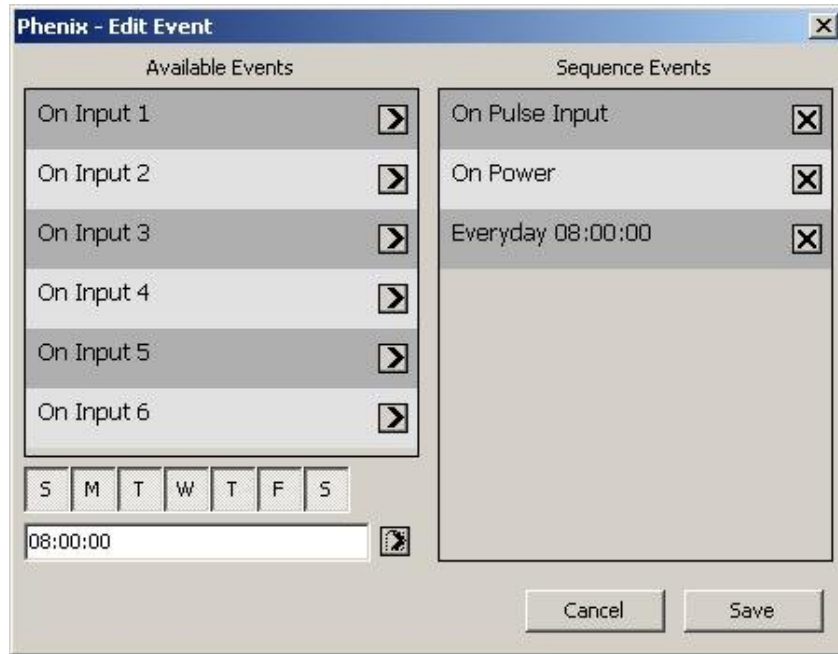 Phenix - Edit Event
Available Events
On Input 1
On Input 2
On Input 3
On Input 4
On Input 5
On Input 6
S M T W T F S
08:00:00
Sequence Events
On Pulse Input
On Power
Everyday 08:00:00
Cancel
Save